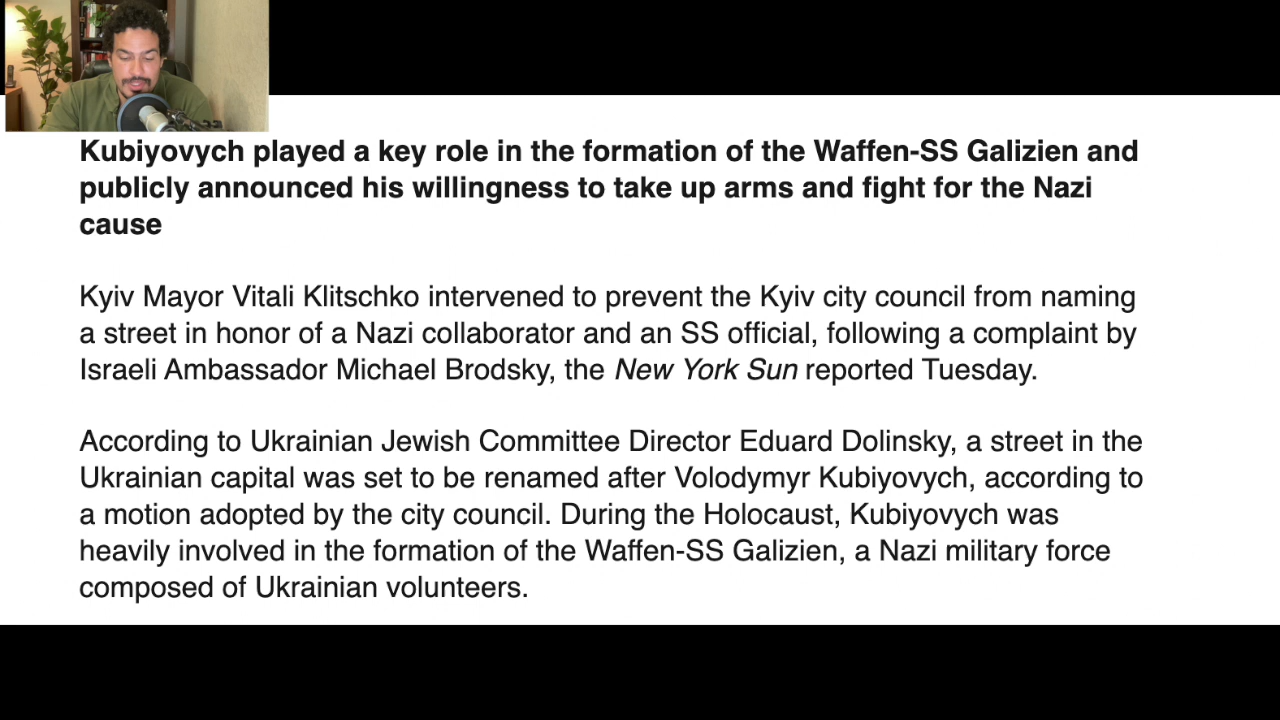 Kubiyovych played a key role in the formation of the Waffen-SS Galizien and
publicly announced his willingness to take up arms and fight for the Nazi
cause
Kyiv Mayor Vitali Klitschko intervened to prevent the Kyiv city council from naming
a street in honor of a Nazi collaborator and an SS official, following a complaint by
Israeli Ambassador Michael Brodsky, the New York Sun reported Tuesday.
According to Ukrainian Jewish Committee Director Eduard Dolinsky, a street in the
Ukrainian capital was set to be renamed after Volodymyr Kubiyovych, according to
a motion adopted by the city council. During the Holocaust, Kubiyovych was
heavily involved in the formation of the Waffen-SS Galizien, a Nazi military force
composed of Ukrainian volunteers.